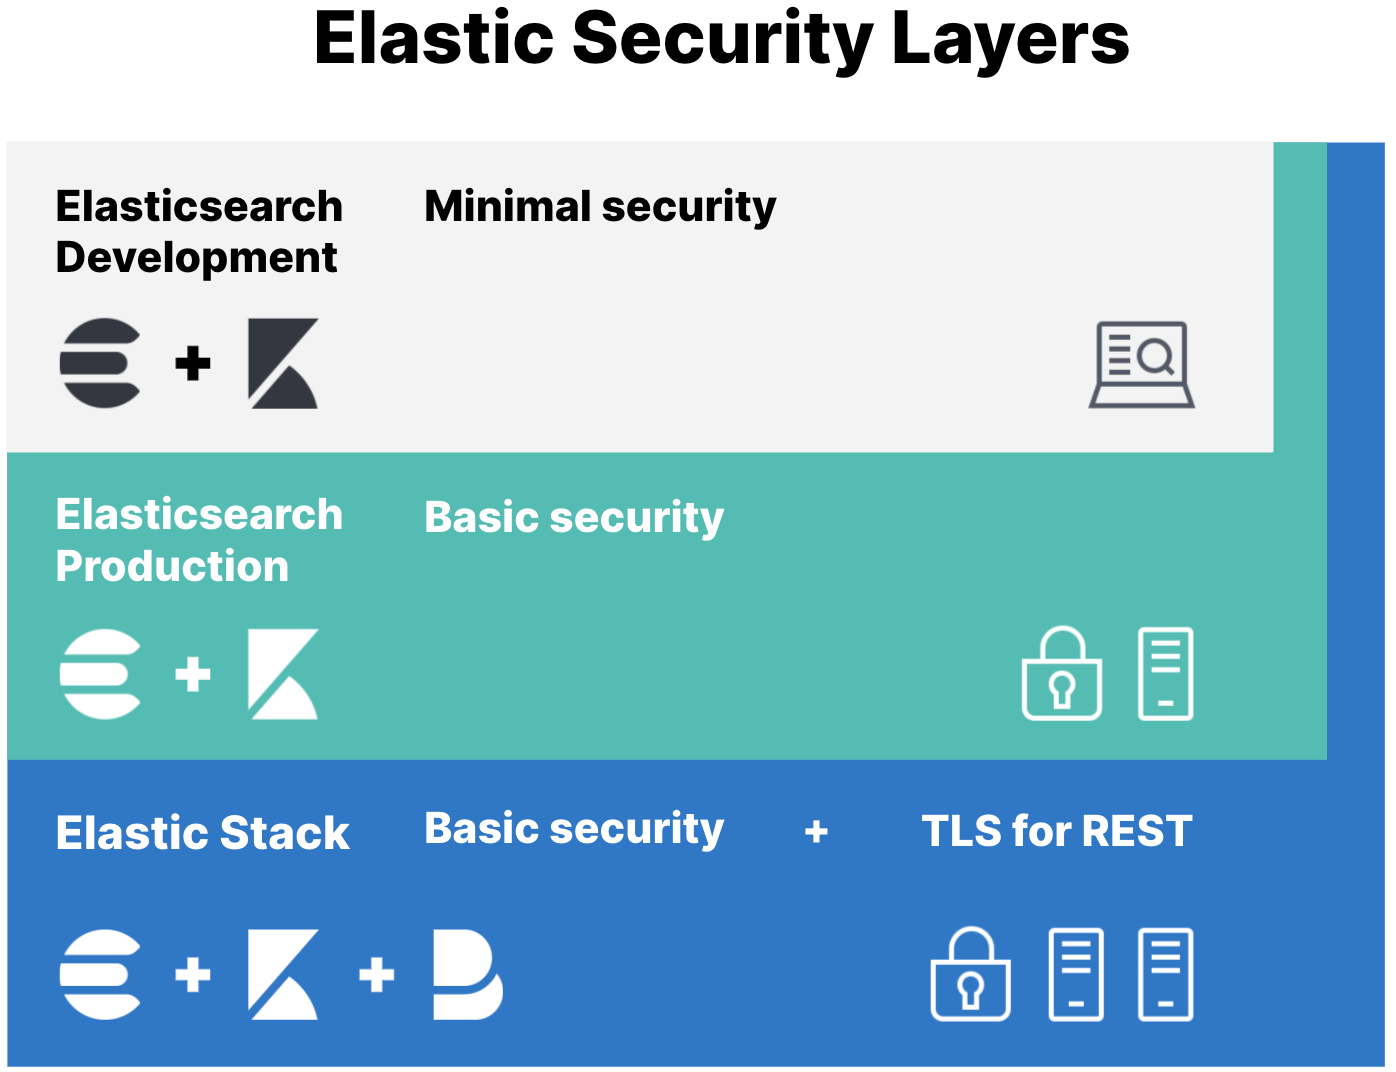 Elastic Security Layers
Elasticsearch
Development
Minimal security
+
Elasticsearch
Production
Basic security
+
Elastic Stack
Basic security + TLS for REST
+ +